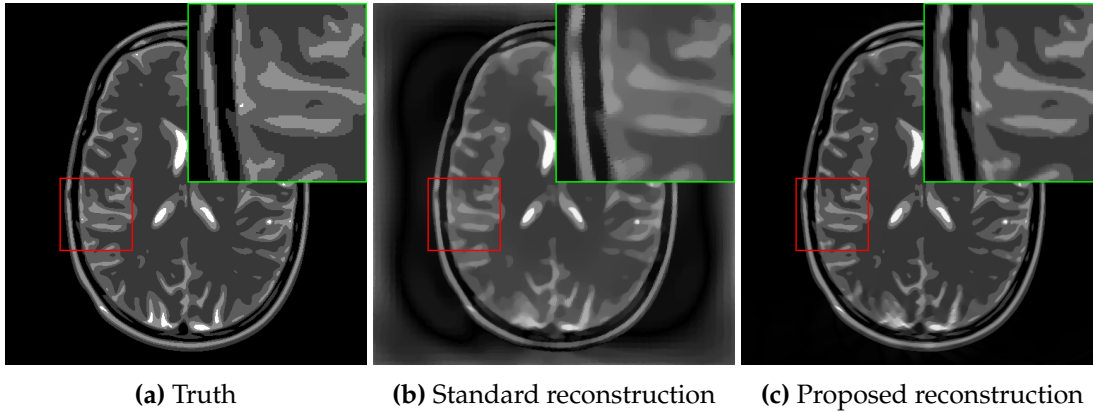 (a) Truth
(b) Standard reconstruction
(c) Proposed reconstruction